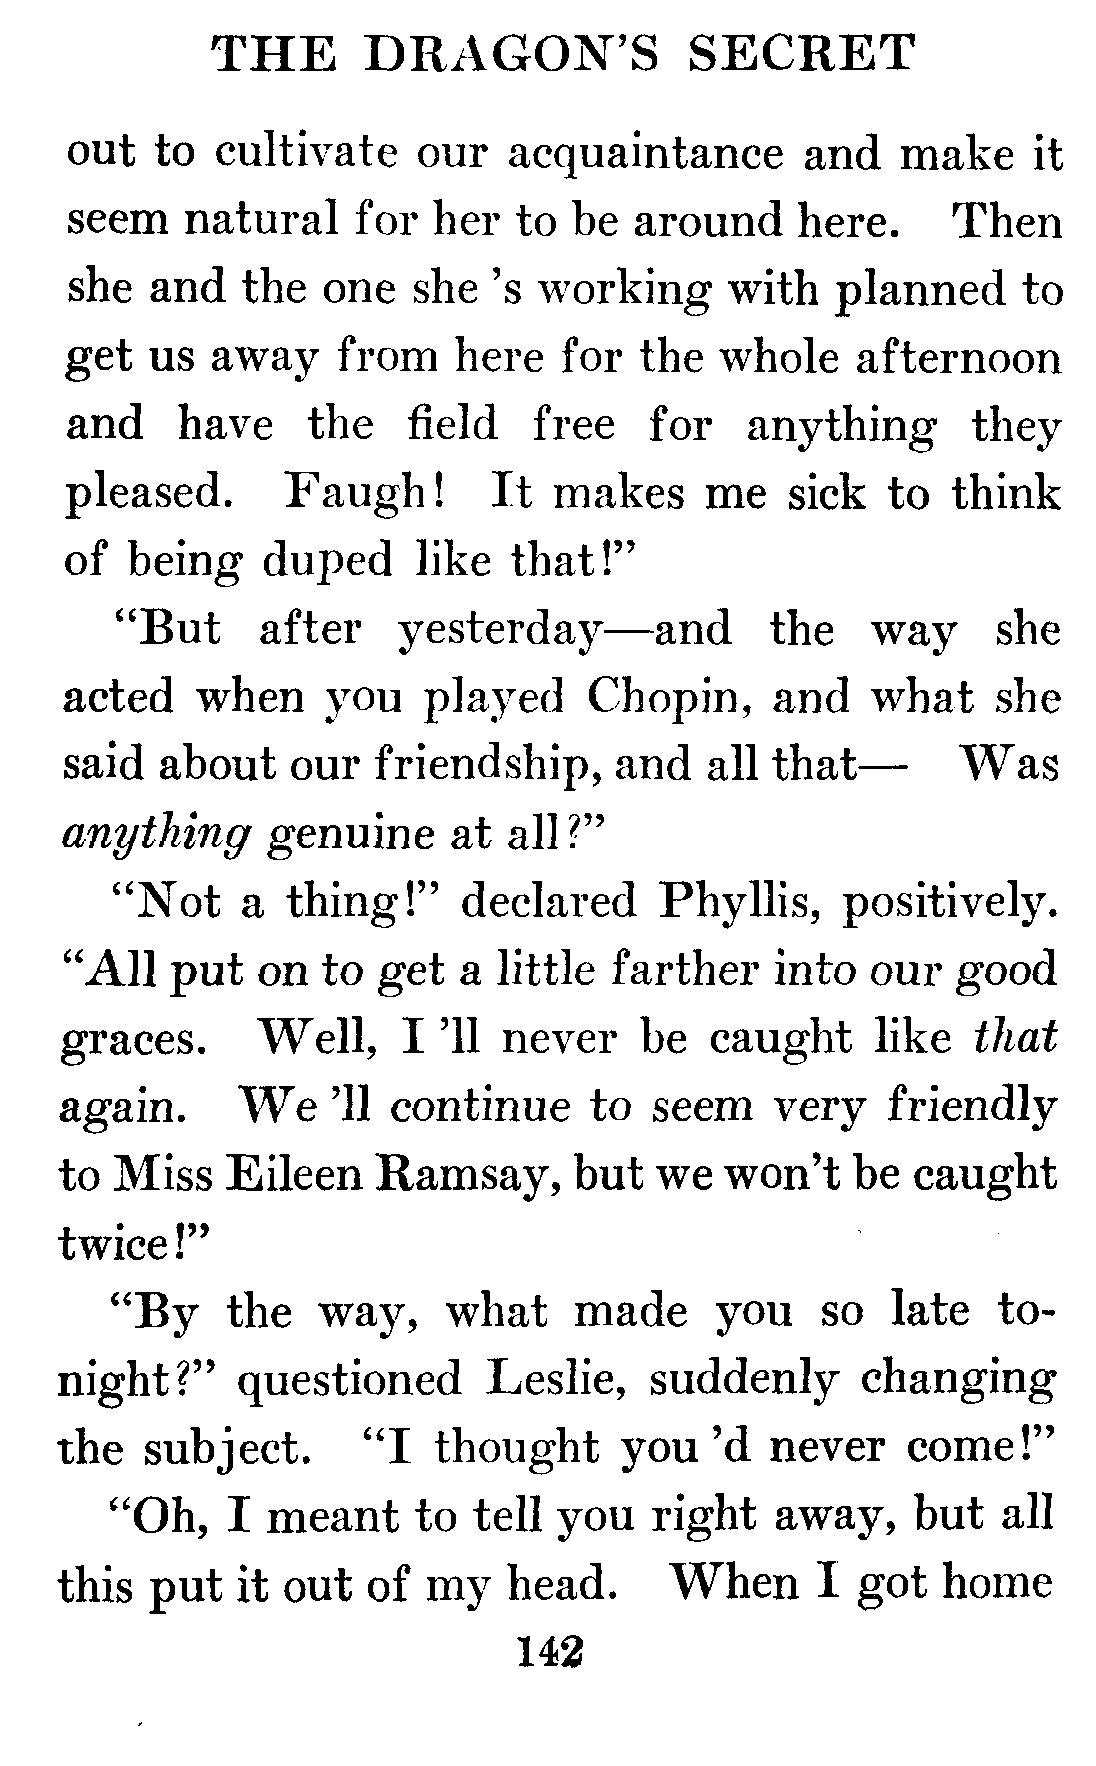 THE DRAGON'S SECRET
out to cultivate our acquaintance and make it
seem natural for her to be around here. Then
she and the one she 's working with planned to
get us away from here for the whole afternoon
and have the field free for anything they
pleased. Faugh! It makes me sick to think
of being duped like that!”
“But after yesterday—and the way she
acted when you played Chopin, and what she
said about our friendship, and all that— Was
anything genuine at all?”
“Not a thing!” declared Phyllis, positively.
“All put on to get a little farther into our good
graces. Well, I 'll never be caught like that
again. We 'll continue to seem very friendly
to Miss Eileen Ramsay, but we won't be caught
twice!”
“By the way, what made you so late to-
night?” questioned Leslie, suddenly changing
the subject. “I thought you 'd never come!”
“Oh, I meant to tell you right away, but all
this put it out of my head. When I got home
142